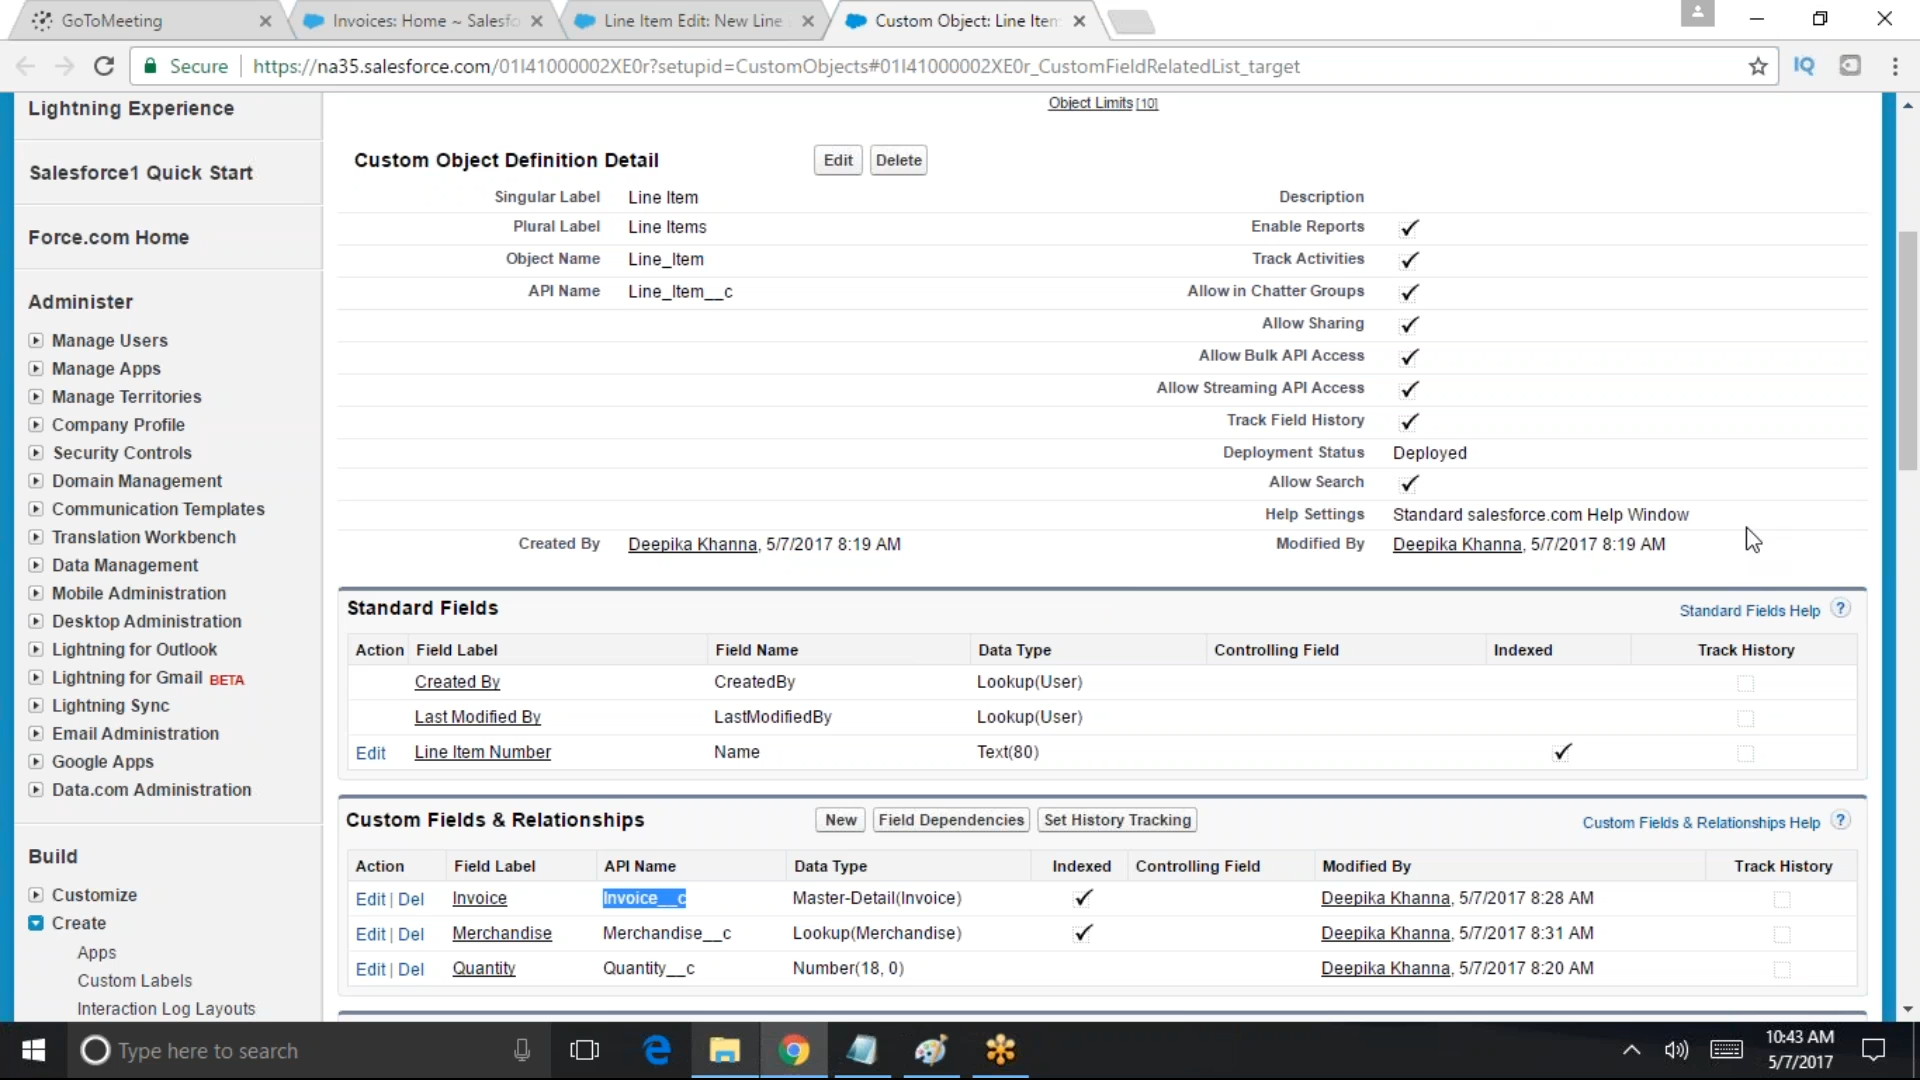 GoToMeeting
Invoices: Home ~ Salesfo
Line Item Edit: New Line
Custom Object: Line Item
Secure
https://na35.salesforce.com/01I41000002XE0r?setupid=CustomObjects#01I41000002XE0r_CustomFieldRelatedList_target
IQ
Lightning Experience
Salesforce1 Quick Start
Force.com Home
Administer
Manage Users
Manage Apps
Manage Territories
Company Profile
Security Controls
Domain Management
Communication Templates
Translation Workbench
Data Management
Mobile Administration
Desktop Administration
Lightning for Outlook
Lightning for Gmail BETA
Lightning Sync
Email Administration
Google Apps
Data.com Administration
Build
Customize
Create
Apps
Custom Labels
Interaction Log Layouts
Object Limits [10]
Custom Object Definition Detail Edit Delete
Singular Label Line Item Description
Plural Label Line Items Enable Reports
Object Name Line_Item Track Activities
API Name Line_Item__c Allow in Chatter Groups
Allow Sharing
Allow Bulk API Access
Allow Streaming API Access
Track Field History
Deployment Status Deployed
Allow Search
Help Settings Standard salesforce.com Help Window
Created By Deepika Khanna, 5/7/2017 8:19 AM Modified By Deepika Khanna, 5/7/2017 8:19 AM
Standard Fields Standard Fields Help ?
Action Field Label Field Name Data Type Controlling Field Indexed Track History
Created By CreatedBy Lookup(User)
Last Modified By LastModifiedBy Lookup(User)
Edit Line Item Number Name Text(80)
Custom Fields & Relationships New Field Dependencies Set History Tracking Custom Fields & Relationships Help ?
Action Field Label API Name Data Type Indexed Controlling Field Modified By Track History
Edit | Del Invoice Invoice__c Master-Detail(Invoice) Deepika Khanna, 5/7/2017 8:28 AM
Edit | Del Merchandise Merchandise__c Lookup(Merchandise) Deepika Khanna, 5/7/2017 8:31 AM
Edit | Del Quantity Quantity__c Number(18, 0) Deepika Khanna, 5/7/2017 8:20 AM
Type here to search
10:43 AM
5/7/2017